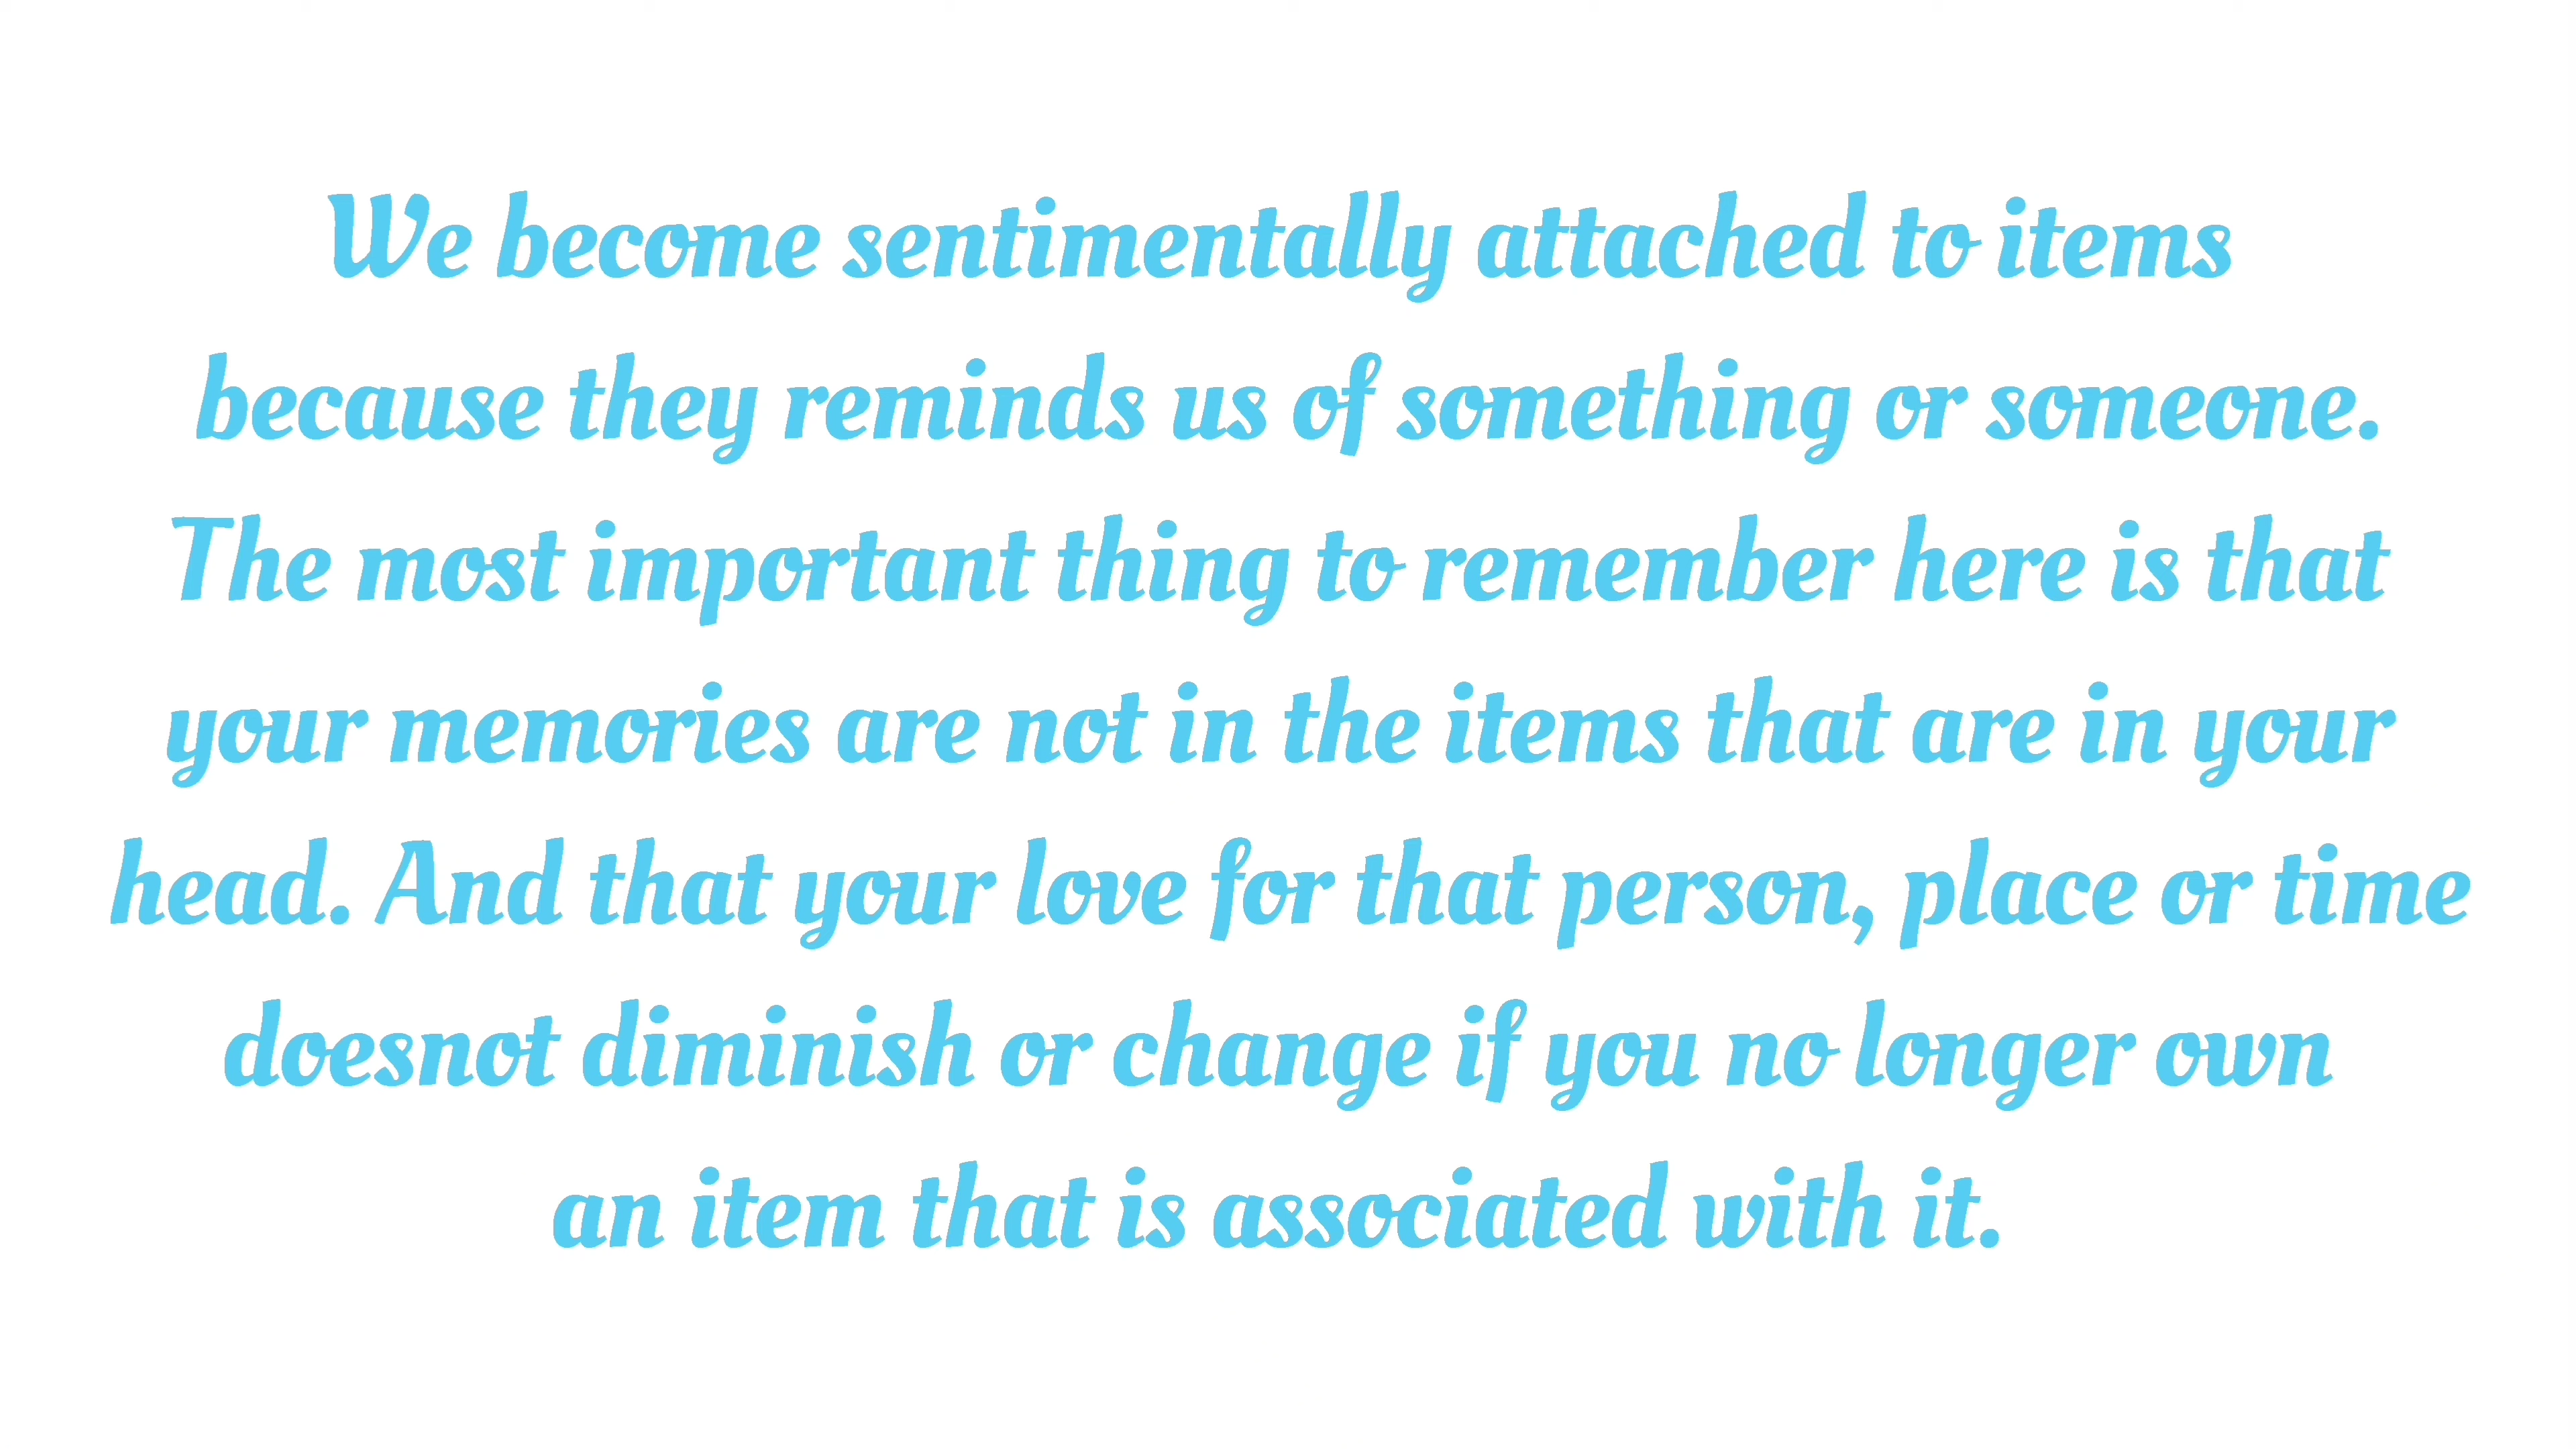 We become sentimentally attached to items
because they reminds us of something or someone.
The most important thing to remember here is that
your memories are not in the items that are in your
head. And that your love for that person, place or time
doesnot diminish or change if you no longer own
an item that is associated with it.